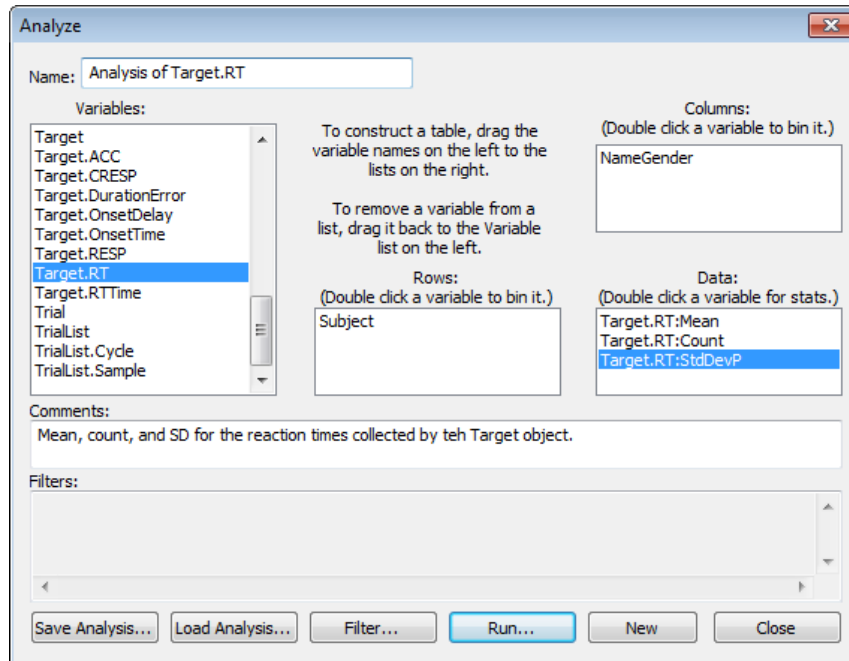 Analyze
Name: Analysis of Target.RT
Variables:
Target
Target.ACC
Target.CRESP
Target.DurationError
Target.OnsetDelay
Target.OnsetTime
Target.RESP
Target.RT
Target.RTTime
Trial
TrialList
TrialList.Cycle
TrialList.Sample
To construct a table, drag the
variable names on the left to the
lists on the right.
To remove a variable from a
list, drag it back to the Variable
list on the left.
Columns:
(Double click a variable to bin it.)
NameGender
Rows:
(Double click a variable to bin it.)
Subject
Data:
(Double click a variable for stats.)
Target.RT:Mean
Target.RT:Count
Target.RT:StdDevP
Comments:
Mean, count, and SD for the reaction times collected by teh Target object.
Filters:
Save Analysis... Load Analysis... Filter... Run... New Close